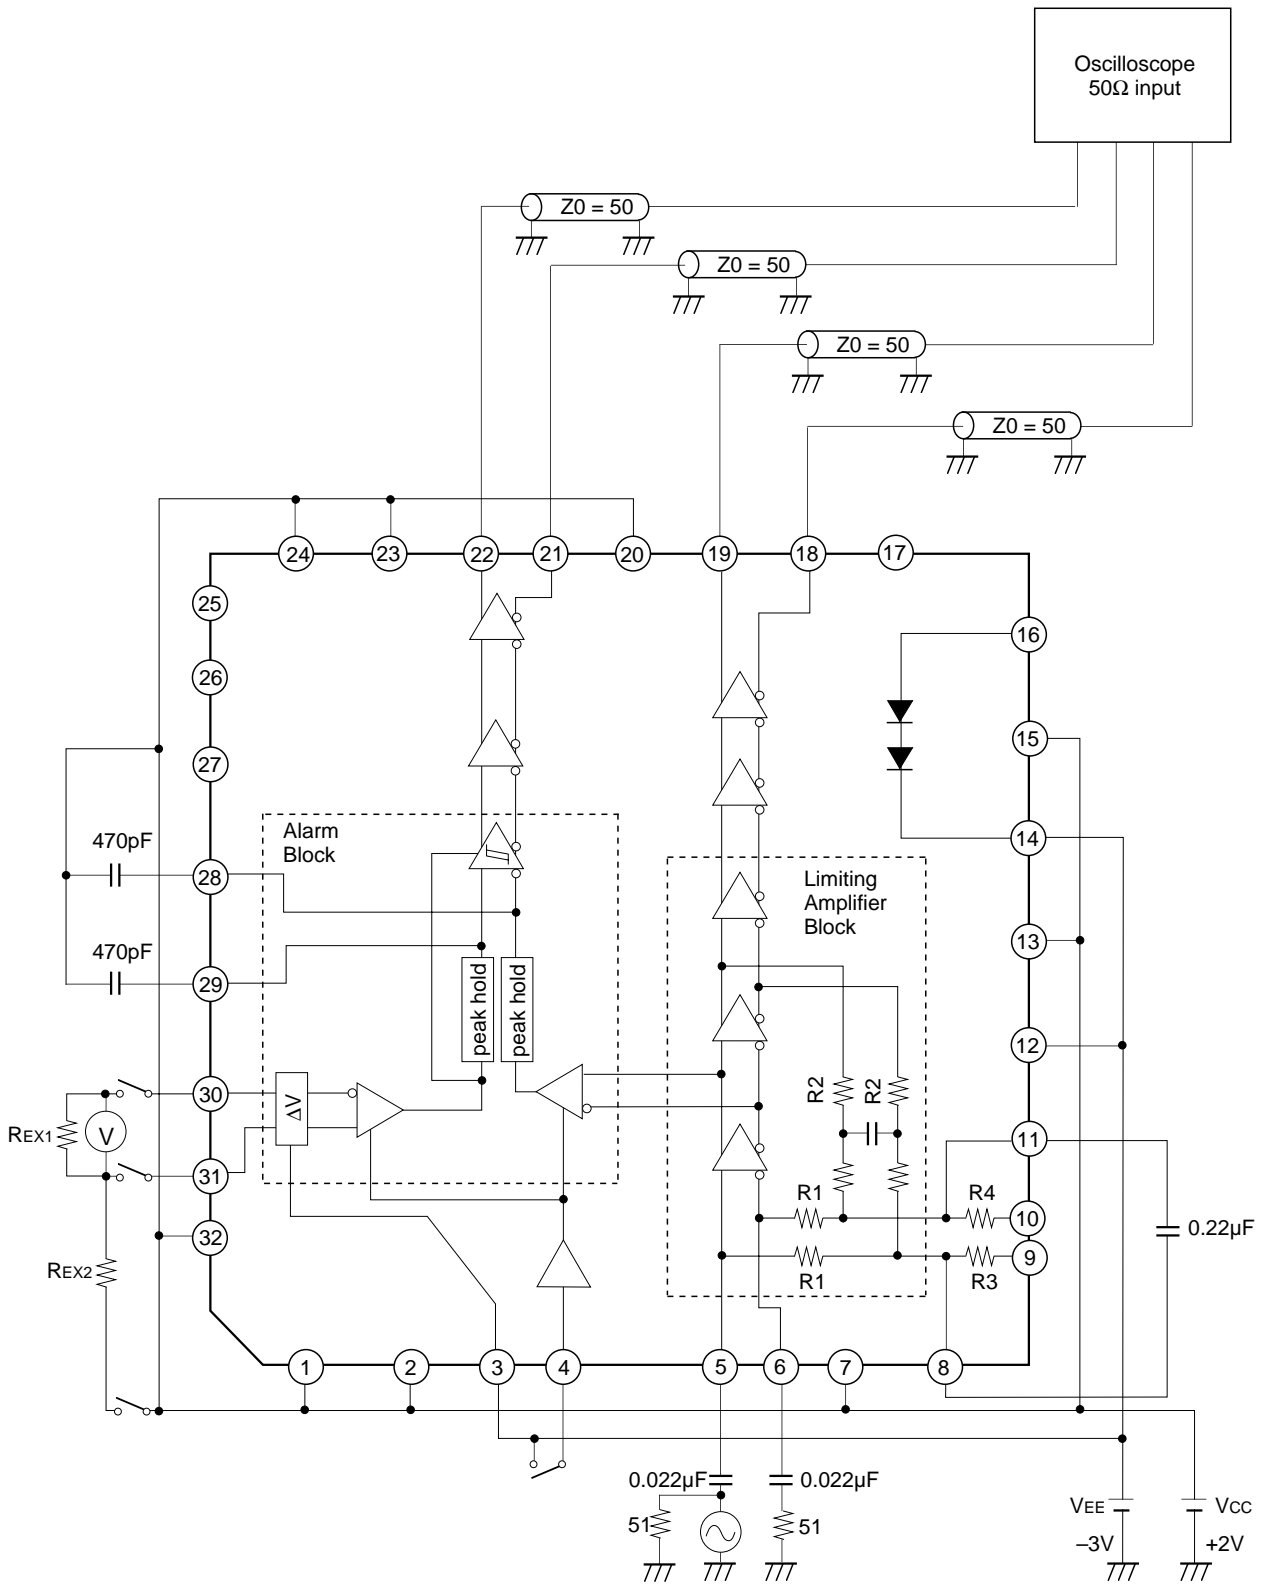 Oscilloscope
50Ω input
Z0 = 50
Z0 = 50
Z0 = 50
Z0 = 50
24
23
22
21
20
19
18
17
25
16
26
15
27
Alarm
Block
14
470pF
28
Limiting
Amplifier
Block
13
470pF
29
peak hold
peak hold
12
30
ΔV
R2
R2
REX1
V
11
31
R1
R4
10
0.22µF
32
9
REX2
R1
R3
1
2
3
4
5
6
7
8
0.022µF
0.022µF
51
51
VEE
VCC
–3V
+2V